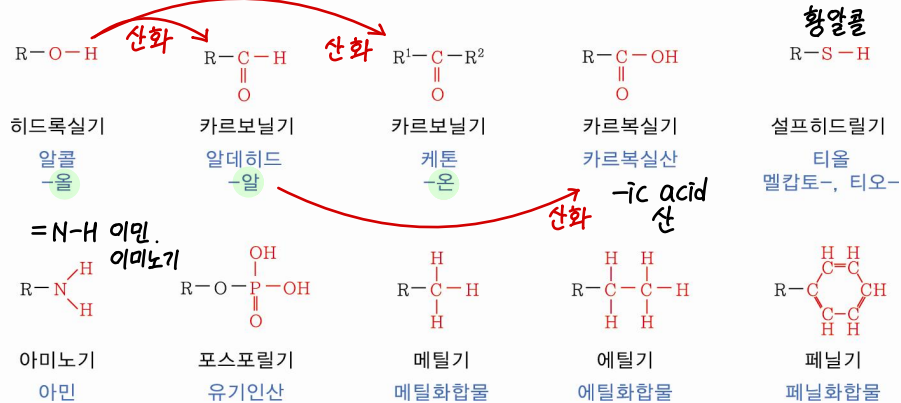 황알콜
산화
산화
R-O-H
R-C-H
O
R¹-C-R²
O
R-C-OH
O
R-S-H
히드록실기
카르보닐기
카르보닐기
카르복실기
설프히드릴기
알콜
알데히드
케톤
카르복실산
티올
-올
-알
-온
멜캅토-, 티오-
산화
-ic acid
산
=N-H 이민.
이미노기
R-N
H
H
R-O-P-OH
OH
O
R-C-H
H
H
R-C-C-H
H H
H H
R-C
H H
C=C
CH
C-C
H H
아미노기
포스포릴기
메틸기
에틸기
페닐기
아민
유기인산
메틸화합물
에틸화합물
페닐화합물